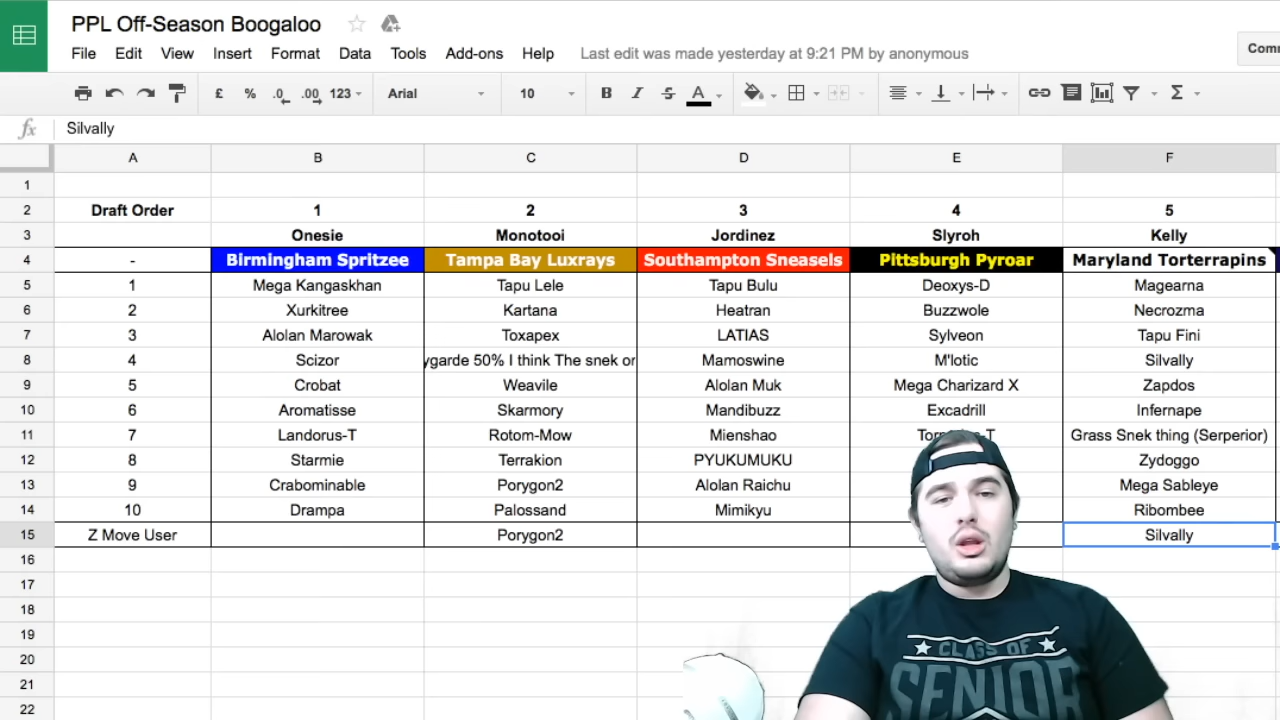 PPL Off-Season Boogaloo
File Edit View Insert Format Data Tools Add-ons Help Last edit was made yesterday at 9:21 PM by anonymous
£ % .0 .00 123 Arial 10 B I S A Σ
fx Silvally
A B C D E F
1
2 Draft Order 1 2 3 4 5
3 Onesie Monotooi Jordinez Slyroh Kelly
4 - Birmingham Spritzee Tampa Bay Luxrays Southampton Sneasels Pittsburgh Pyroar Maryland Torterrapins
5 1 Mega Kangaskhan Tapu Lele Tapu Bulu Deoxys-D Magearna
6 2 Xurkitree Kartana Heatran Buzzwole Necrozma
7 3 Alolan Marowak Toxapex LATIAS Sylveon Tapu Fini
8 4 Scizor ygarde 50% I think The snek or Mamoswine M'lotic Silvally
9 5 Crobat Weavile Alolan Muk Mega Charizard X Zapdos
10 6 Aromatisse Skarmory Mandibuzz Excadrill Infernape
11 7 Landorus-T Rotom-Mow Mienshao Grass Snek thing (Serperior)
12 8 Starmie Terrakion PYUKUMUKU Zydoggo
13 9 Crabominable Porygon2 Alolan Raichu Mega Sableye
14 10 Drampa Palossand Mimikyu Ribombee
15 Z Move User Porygon2 Silvally
16
17
18
19
20
21
22
CLASS OF
SENIOR